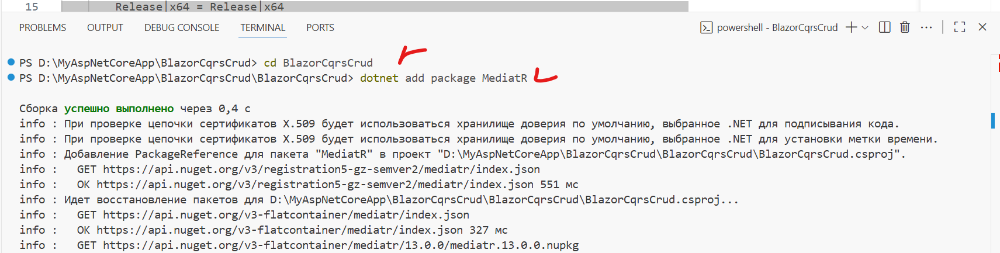 15 Release|x64 = Release|x64
PROBLEMS OUTPUT DEBUG CONSOLE TERMINAL PORTS powershell - BlazorCqrsCrud
PS D:\MyAspNetCoreApp\BlazorCqrsCrud> cd BlazorCqrsCrud
PS D:\MyAspNetCoreApp\BlazorCqrsCrud\BlazorCqrsCrud> dotnet add package MediatR
Сборка успешно выполнено через 0,4 с
info : При проверке цепочки сертификатов X.509 будет использоваться хранилище доверия по умолчанию, выбранное .NET для подписывания кода.
info : При проверке цепочки сертификатов X.509 будет использоваться хранилище доверия по умолчанию, выбранное .NET для установки метки времени.
info : Добавление PackageReference для пакета "MediatR" в проект "D:\MyAspNetCoreApp\BlazorCqrsCrud\BlazorCqrsCrud\BlazorCqrsCrud.csproj".
info :   GET https://api.nuget.org/v3/registration5-gz-semver2/mediatr/index.json
info :   OK https://api.nuget.org/v3/registration5-gz-semver2/mediatr/index.json 551 мс
info : Идет восстановление пакетов для D:\MyAspNetCoreApp\BlazorCqrsCrud\BlazorCqrsCrud\BlazorCqrsCrud.csproj...
info :   GET https://api.nuget.org/v3-flatcontainer/mediatr/index.json
info :   OK https://api.nuget.org/v3-flatcontainer/mediatr/index.json 327 мс
info :   GET https://api.nuget.org/v3-flatcontainer/mediatr/13.0.0/mediatr.13.0.0.nupkg